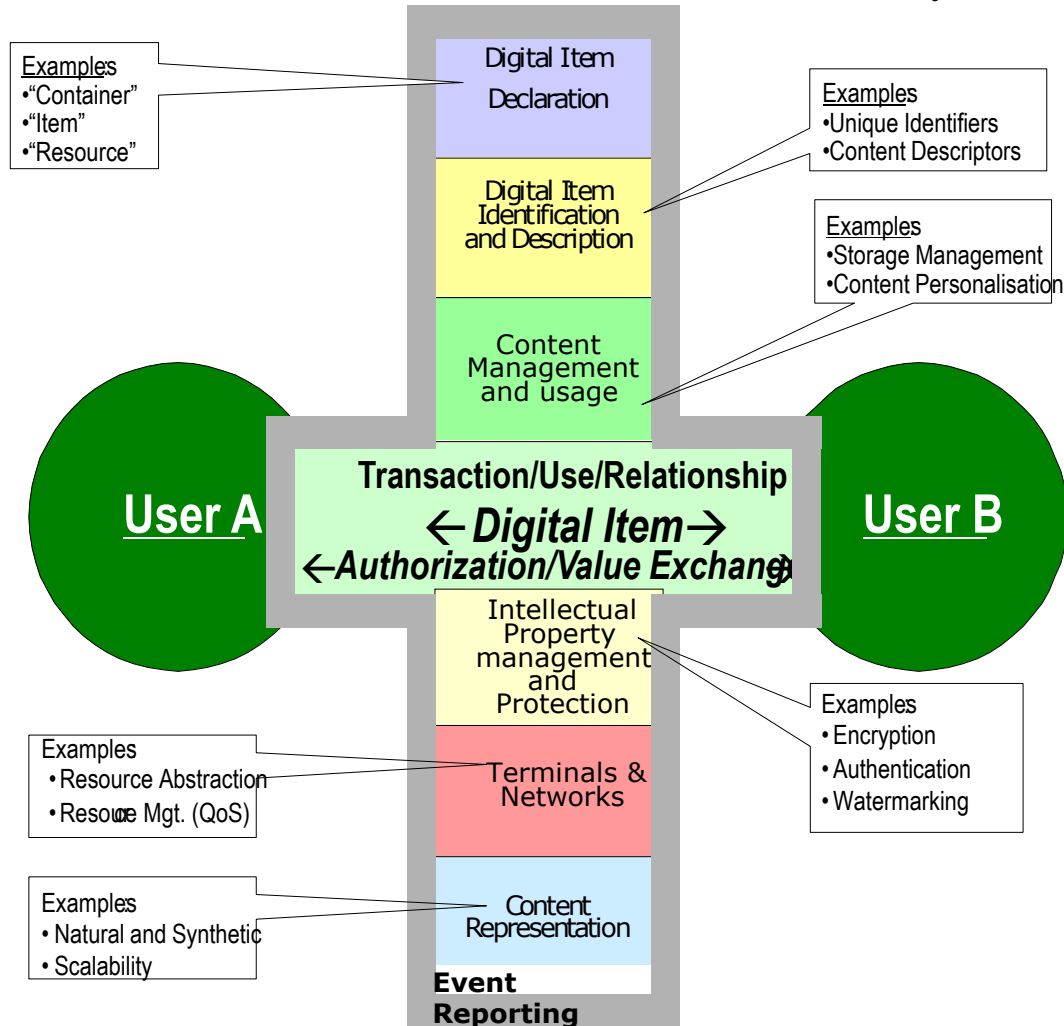 Digital Item
Declaration
Examples
•“Container”
•“Item”
•“Resource”
Examples
•Unique Identifiers
•Content Descriptors
Digital Item
Identification
and Description
Examples
•Storage Management
•Content Personalisation
Content
Management
and usage
Transaction/Use/Relationship
←Digital Item→
←Authorization/Value Exchange→
User A
User B
Intellectual
Property
management
and
Protection
Examples
• Encryption
• Authentication
• Watermarking
Examples
• Resource Abstraction
• Resource Mgt. (QoS)
Terminals &
Networks
Examples
• Natural and Synthetic
• Scalability
Content
Representation
Event
Reporting